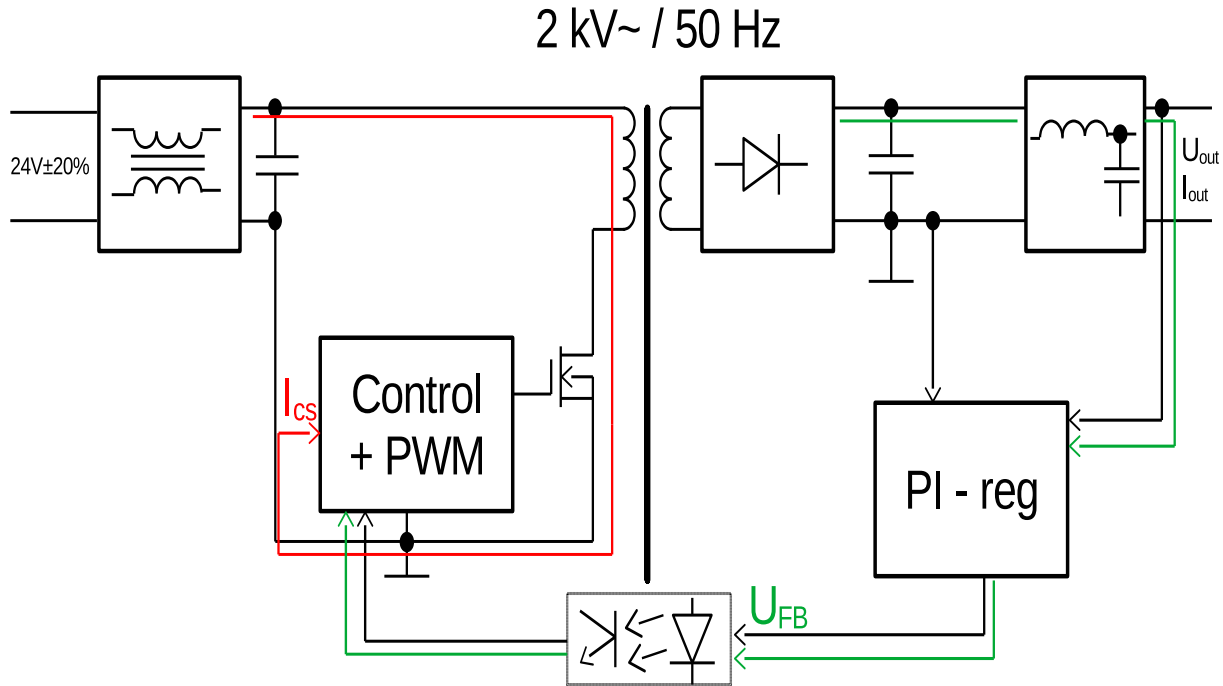 2 kV~ / 50 Hz
24V±20%
Uout
Iout
Control
+ PWM
ICS
PI - reg
UFB